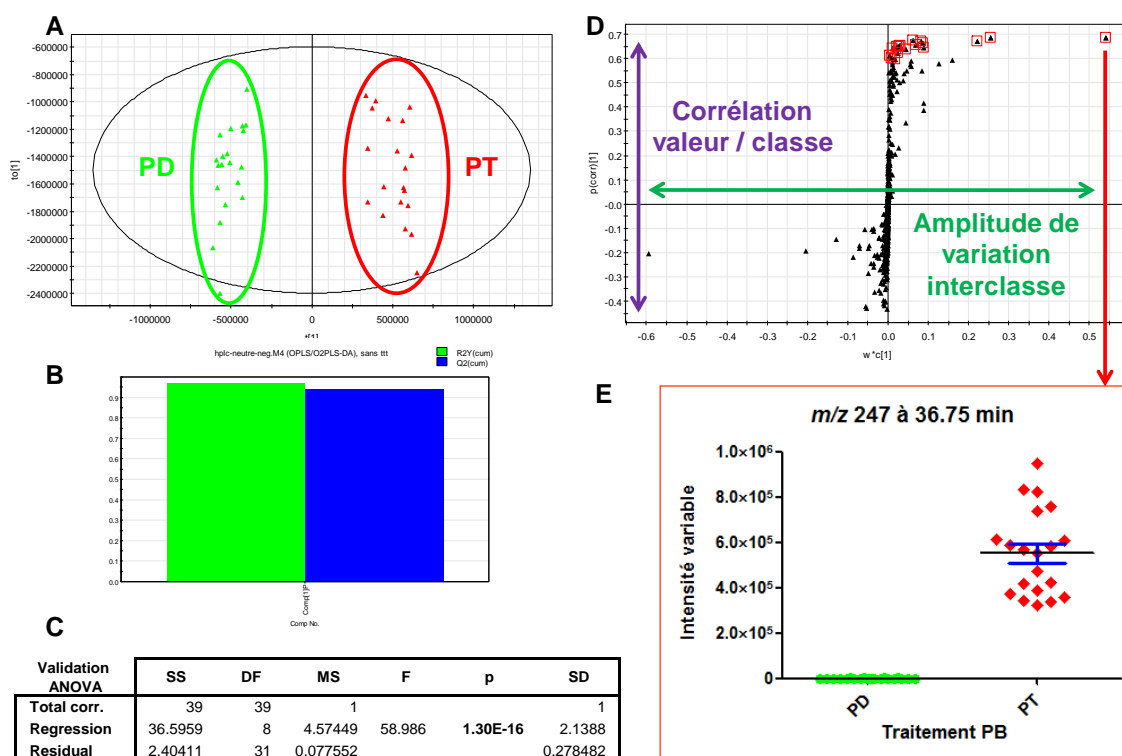 A
to[1]
-600000
-800000
-1000000
-1200000
-1400000
-1600000
-1800000
-2000000
-2200000
-2400000
PD
PT
-1000000 -500000 0 500000 1000000
hplc-neutre-neg.M4 (OPLS/O2PLS-DA), sans ttt
R2Y(cum)
Q2(cum)
B
0.9
0.8
0.7
0.6
0.5
0.4
0.3
0.2
0.1
0.0
Comp No.
C
Validation ANOVA SS DF MS F p SD
Total corr. 39 39 1 1
Regression 36.5959 8 4.57449 58.986 1.30E-16 2.1388
Residual 2.40411 31 0.077552 0.278482
D
p(corr)[1]
0.7
0.6
0.5
0.4
0.3
0.2
0.1
-0.0
-0.1
-0.2
-0.3
-0.4
Corrélation
valeur / classe
Amplitude de
variation
interclasse
-0.6 -0.5 -0.4 -0.3 -0.2 -0.1 0.0 0.1 0.2 0.3 0.4 0.5
w*c[1]
E
m/z 247 à 36.75 min
Intensité variable
1.0×10⁶
8.0×10⁵
6.0×10⁵
4.0×10⁵
2.0×10⁵
0
PD
PT
Traitement PB